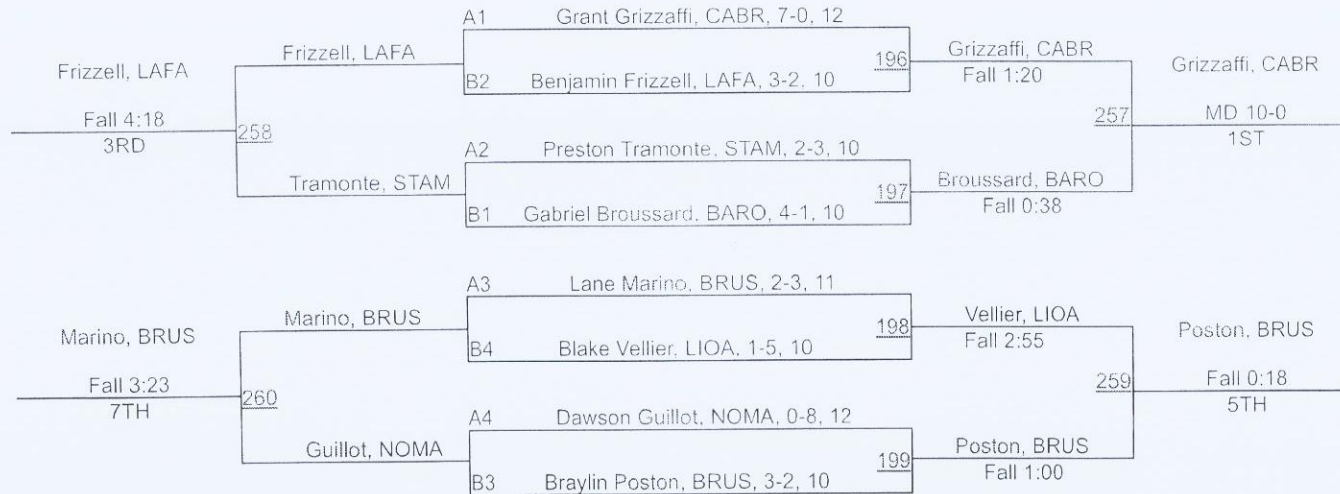 A1 Grant Grizzaffi, CABR, 7-0, 12
Frizzell, LAFA
Grizzaffi, CABR
Frizzell, LAFA
196
Grizzaffi, CABR
B2 Benjamin Frizzell, LAFA, 3-2, 10
Fall 1:20
Fall 4:18
257
MD 10-0
258
3RD
1ST
A2 Preston Tramonte, STAM, 2-3, 10
Tramonte, STAM
197
Broussard, BARO
B1 Gabriel Broussard, BARO, 4-1, 10
Fall 0:38
A3 Lane Marino, BRUS, 2-3, 11
Marino, BRUS
Vellier, LIOA
Marino, BRUS
198
Poston, BRUS
B4 Blake Vellier, LIOA, 1-5, 10
Fall 2:55
Fall 3:23
259
Fall 0:18
260
7TH
5TH
A4 Dawson Guillot, NOMA, 0-8, 12
Guillot, NOMA
199
Poston, BRUS
B3 Braylin Poston, BRUS, 3-2, 10
Fall 1:00